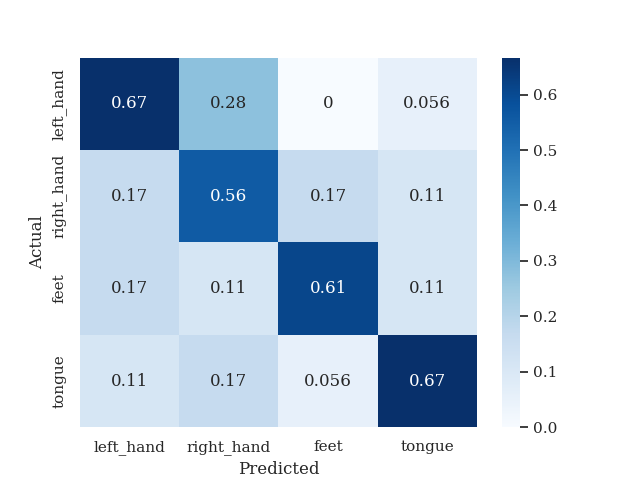 left_hand 0.67 0.28 0 0.056
right_hand 0.17 0.56 0.17 0.11
feet 0.17 0.11 0.61 0.11
tongue 0.11 0.17 0.056 0.67
Actual
left_hand right_hand feet tongue
Predicted
0.6
0.5
0.4
0.3
0.2
0.1
0.0